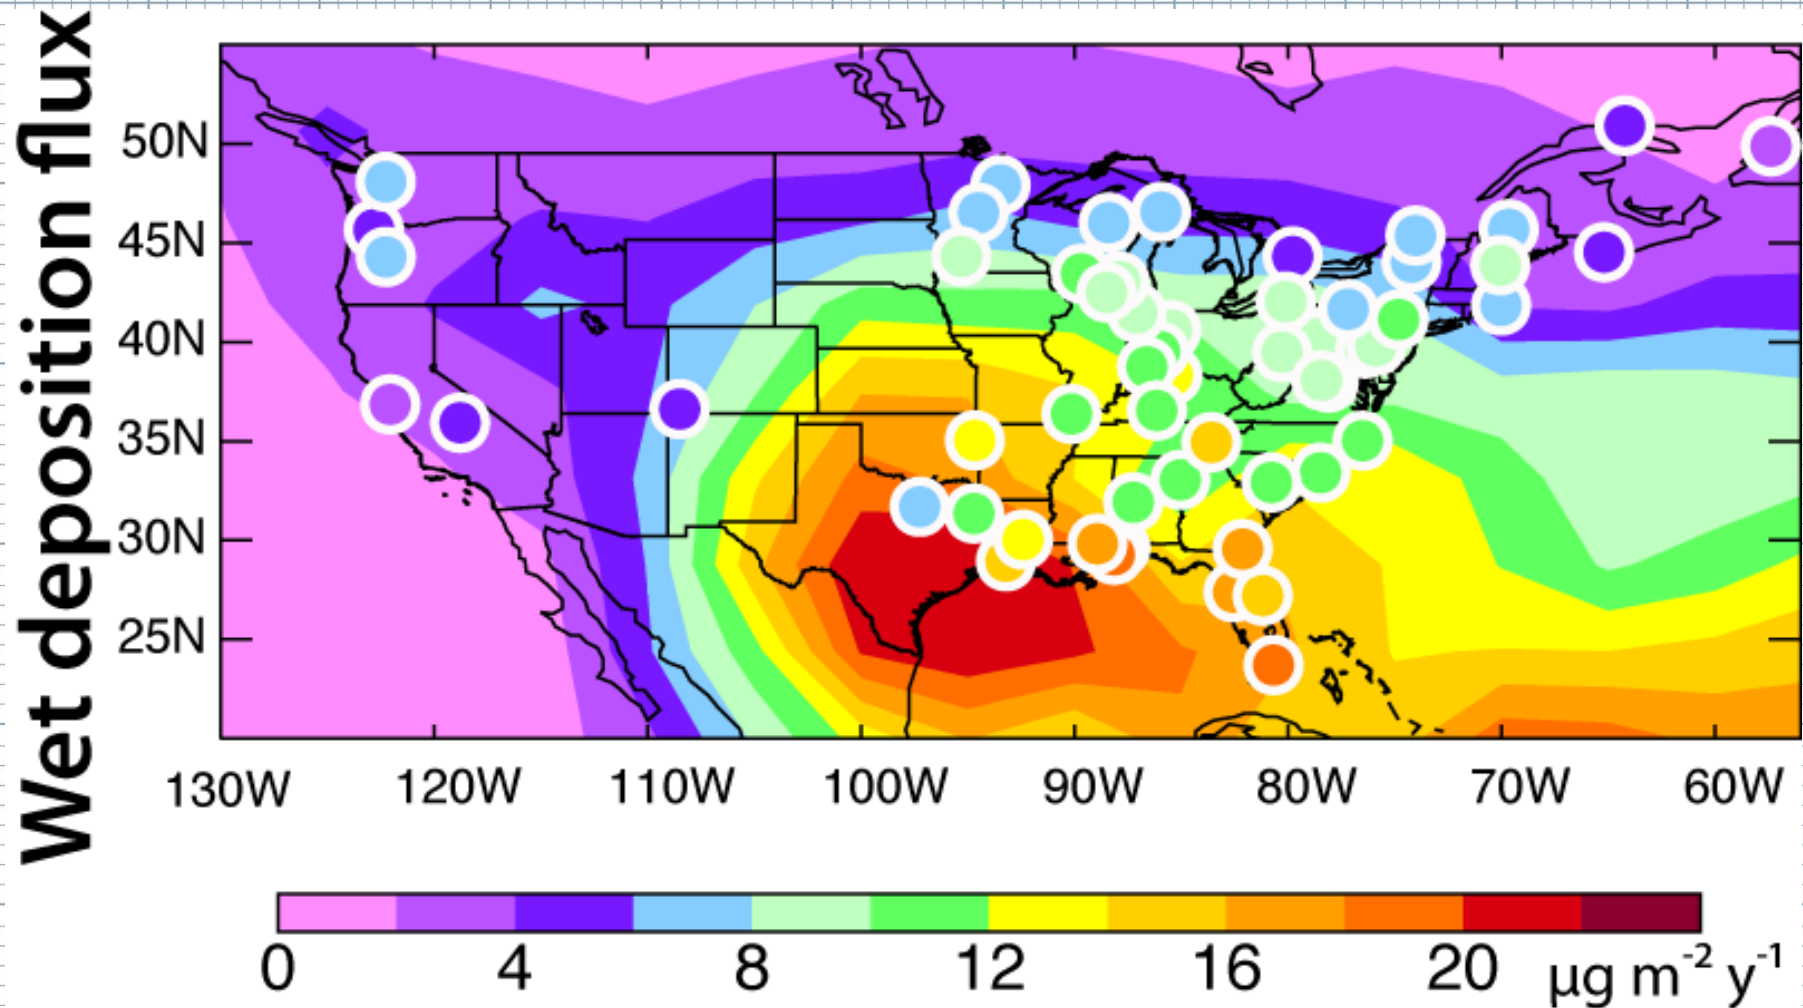 Wet deposition flux
50N
45N
40N
35N
30N
25N
130W 120W 110W 100W 90W 80W 70W 60W
0 4 8 12 16 20 µg m⁻² y⁻¹